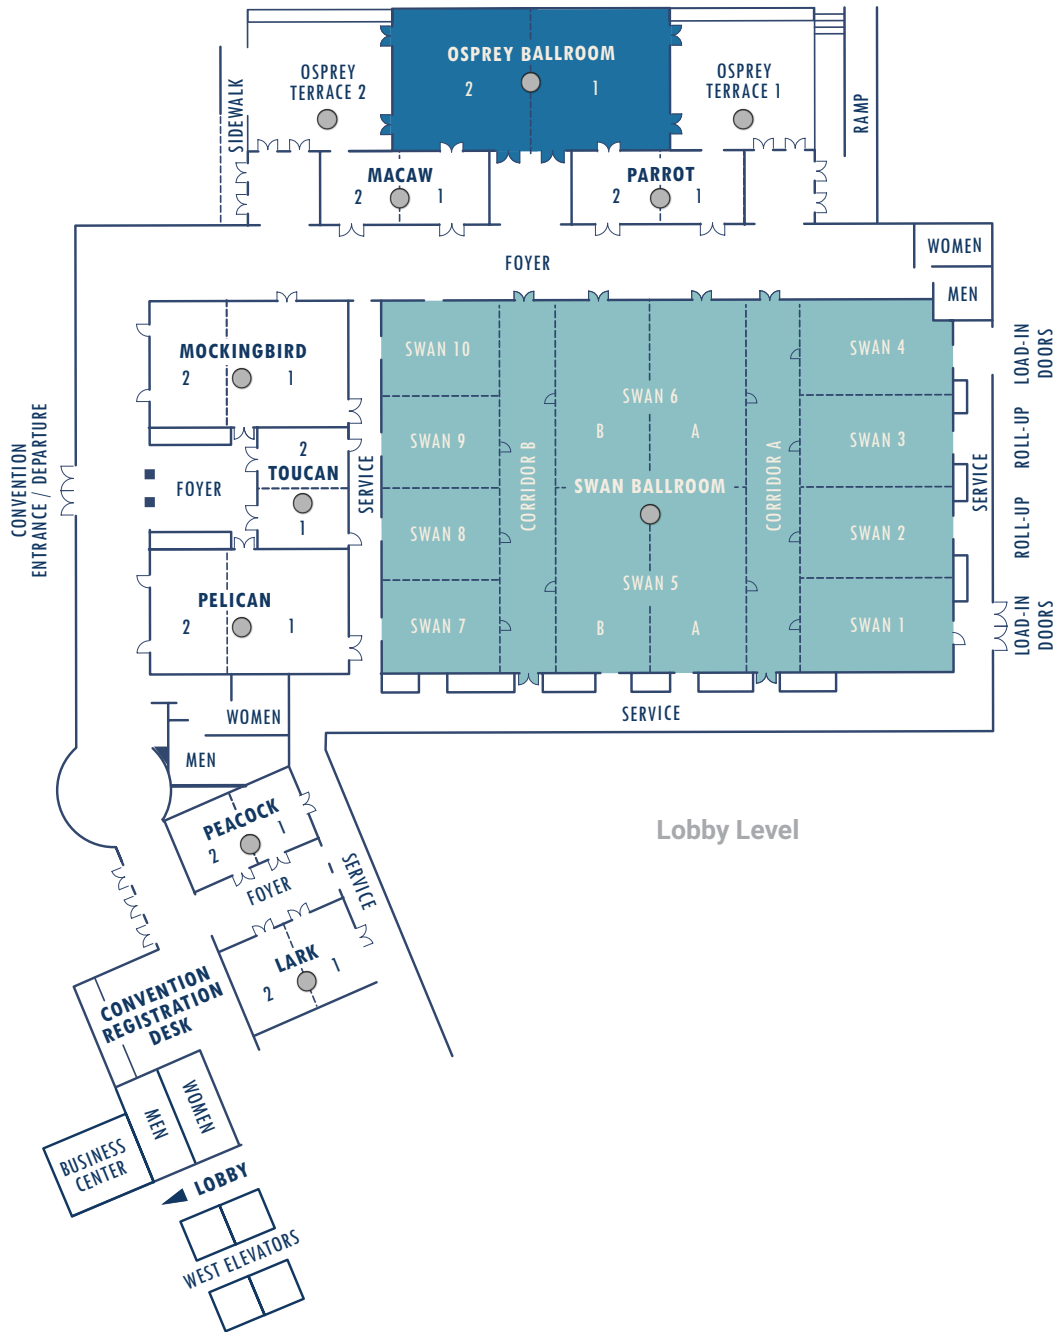 OSPREY BALLROOM
2 1
OSPREY
TERRACE 2
OSPREY
TERRACE 1
SIDEWALK
RAMP
MACAW
2 1
PARROT
2 1
FOYER
WOMEN
MEN
MOCKINGBIRD
2 1
SWAN 10
SWAN 9
SWAN 8
SWAN 7
CORRIDOR B
SWAN 6
B A
SWAN BALLROOM
SWAN 5
B A
CORRIDOR A
SWAN 4
SWAN 3
SWAN 2
SWAN 1
LOAD-IN
DOORS
ROLL-UP
SERVICE
ROLL-UP
LOAD-IN
DOORS
CONVENTION
ENTRANCE / DEPARTURE
FOYER
2
TOUCAN
1
SERVICE
PELICAN
2 1
WOMEN
MEN
SERVICE
PEACOCK
2 1
FOYER
SERVICE
Lobby Level
LARK
2 1
CONVENTION
REGISTRATION
DESK
MEN
WOMEN
BUSINESS
CENTER
LOBBY
WEST ELEVATORS